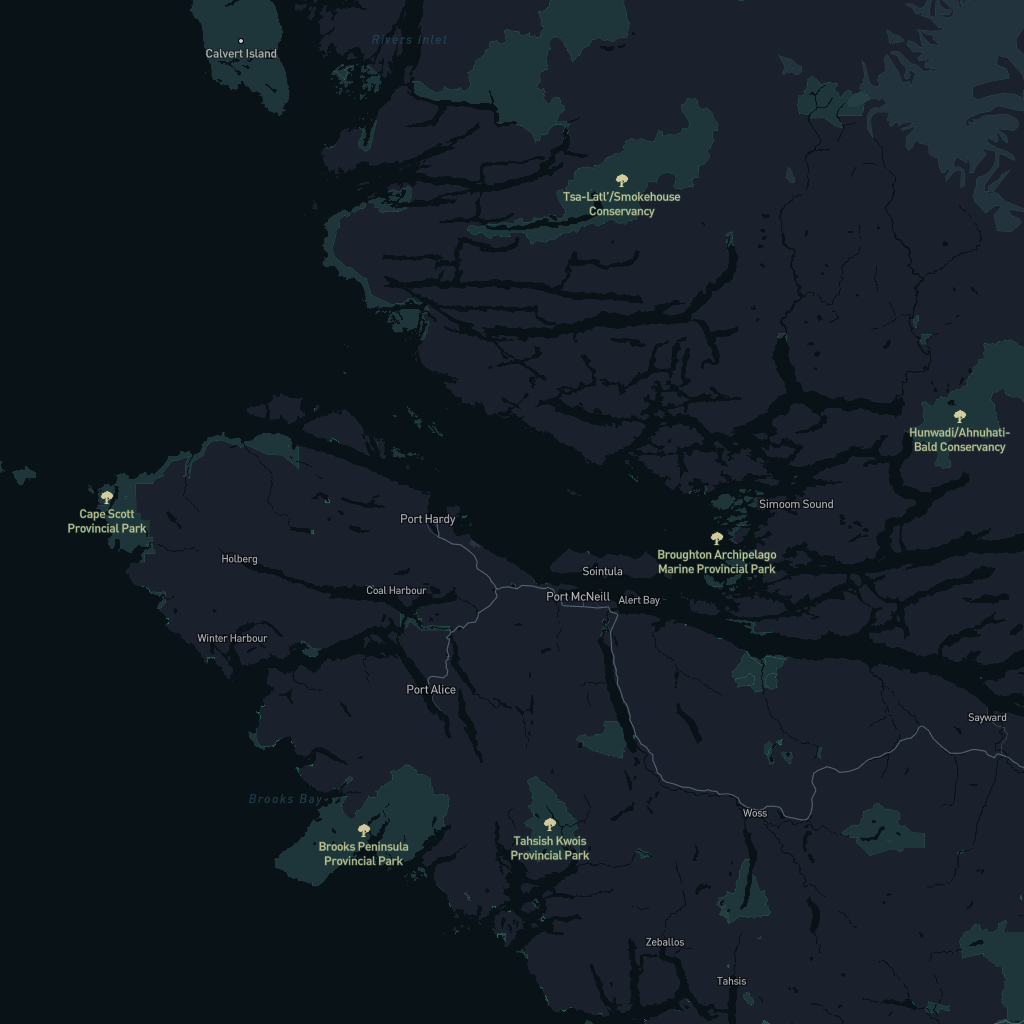 Rivers Inlet
Calvert Island
Tsa-Latl'/Smokehouse
Conservancy
Hunwadi/Ahnuhati-
Bald Conservancy
Cape Scott
Provincial Park
Simoom Sound
Port Hardy
Broughton Archipelago
Marine Provincial Park
Holberg
Sointula
Coal Harbour
Port McNeill
Alert Bay
Winter Harbour
Port Alice
Sayward
Brooks Bay
Woss
Brooks Peninsula
Provincial Park
Tahsish Kwois
Provincial Park
Zeballos
Tahsis